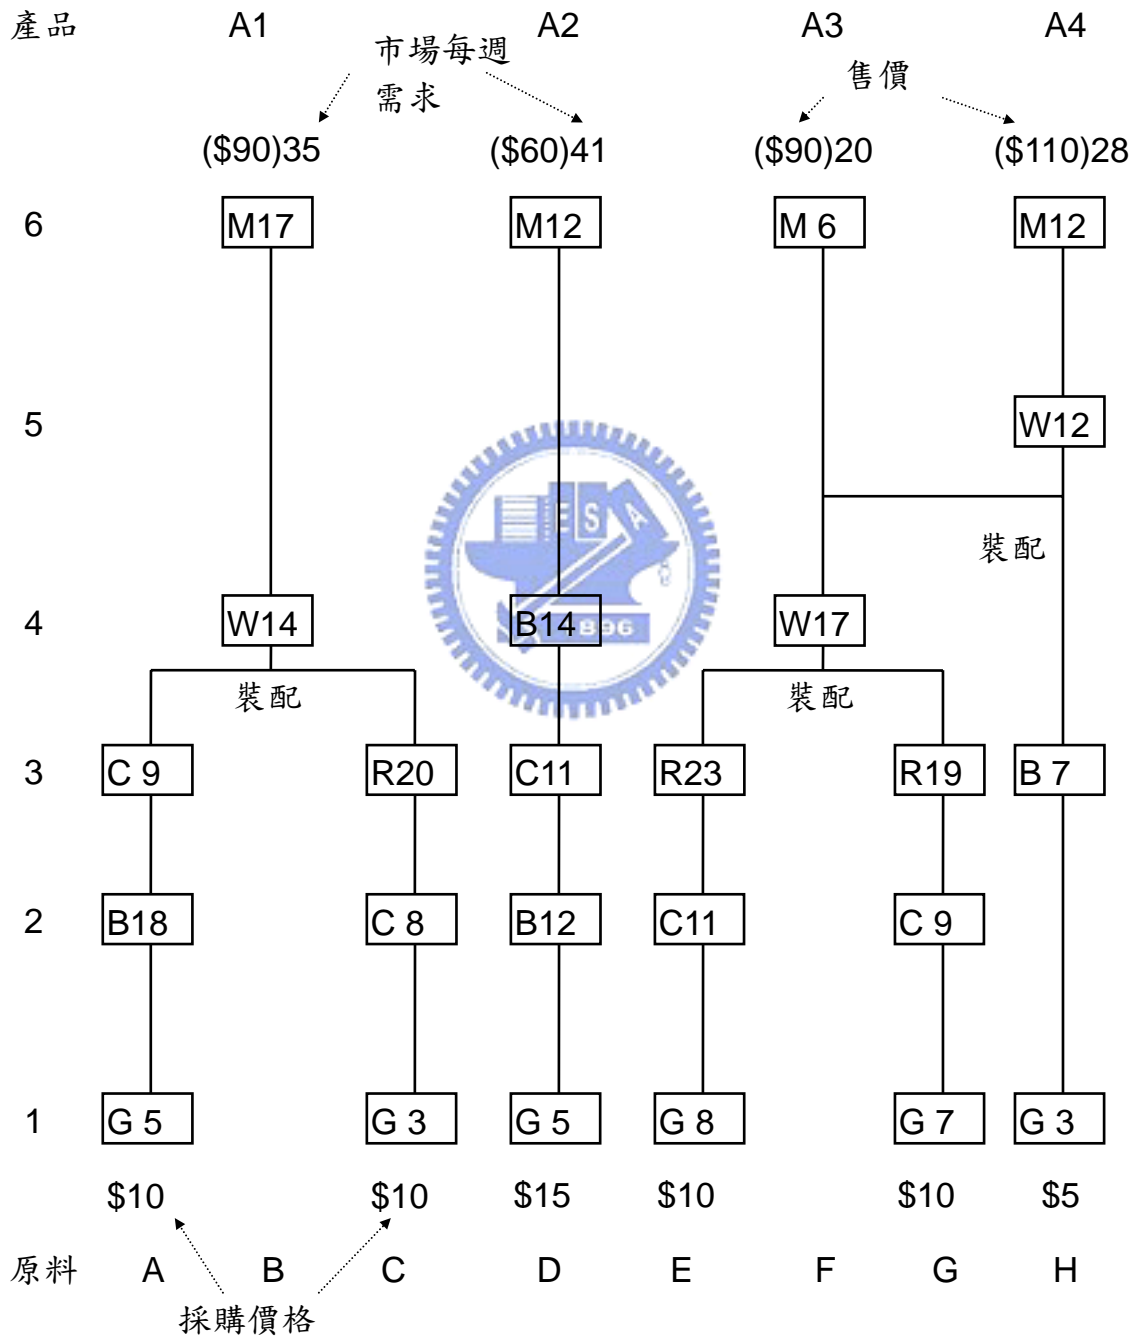 產品 A1 A2 A3 A4
市場每週
需求
售價
($90)35 ($60)41 ($90)20 ($110)28
6 M17 M12 M 6 M12
5 W12
ESA
裝配
4 W14 B14 W17
1896
裝配 裝配
3 C 9 R20 C11 R23 R19 B 7
2 B18 C 8 B12 C11 C 9
1 G 5 G 3 G 5 G 8 G 7 G 3
$10 $10 $15 $10 $10 $5
原料 A B C D E F G H
採購價格